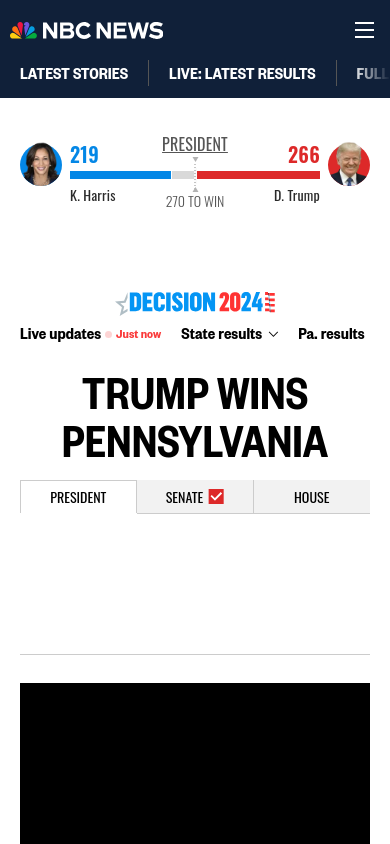 NBC NEWS
LATEST STORIES
LIVE: LATEST RESULTS
FULL
219
PRESIDENT
266
K. Harris
270 TO WIN
D. Trump
DECISION 2024
Live updates
Just now
State results
Pa. results
TRUMP WINS
PENNSYLVANIA
PRESIDENT
SENATE
HOUSE